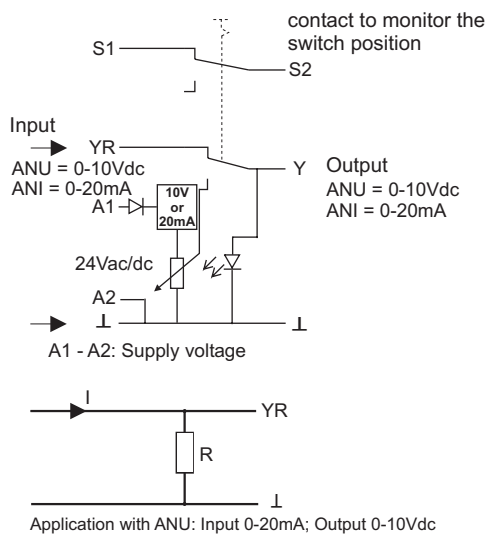 contact to monitor the
switch position
S1
S2
Input
YR
Y
Output
ANU = 0-10Vdc
ANI = 0-20mA
ANU = 0-10Vdc
ANI = 0-20mA
A1
10V
or
20mA
24Vac/dc
A2
⊥
⊥
A1 - A2: Supply voltage
I
YR
R
⊥
Application with ANU: Input 0-20mA; Output 0-10Vdc